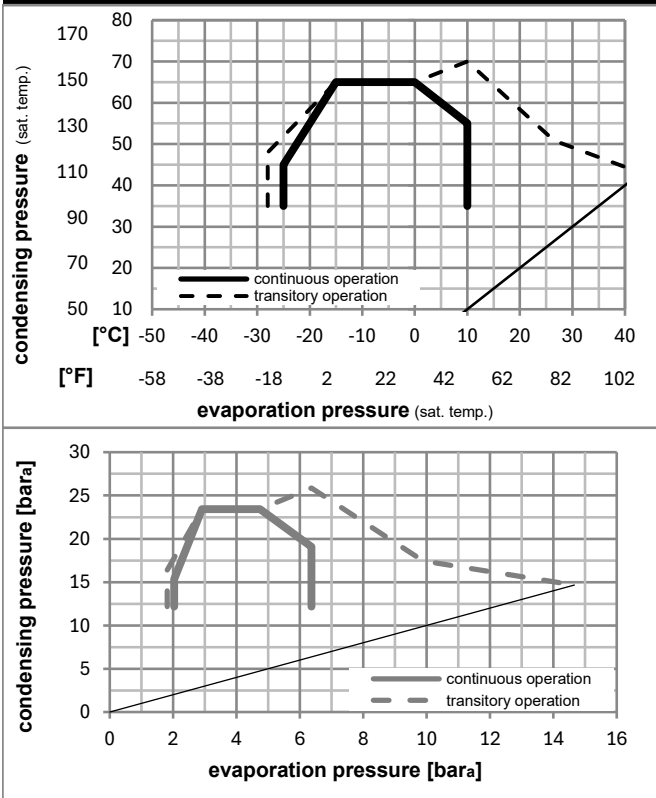 condensing pressure (sat. temp.)
170
150
130
110
90
70
50
80
70
60
50
40
30
20
10
continuous operation
transitory operation
[°C] -50 -40 -30 -20 -10 0 10 20 30 40
[°F] -58 -38 -18 2 22 42 62 82 102
evaporation pressure (sat. temp.)
condensing pressure [bara]
30
25
20
15
10
5
0
continuous operation
transitory operation
0 2 4 6 8 10 12 14 16
evaporation pressure [bara]